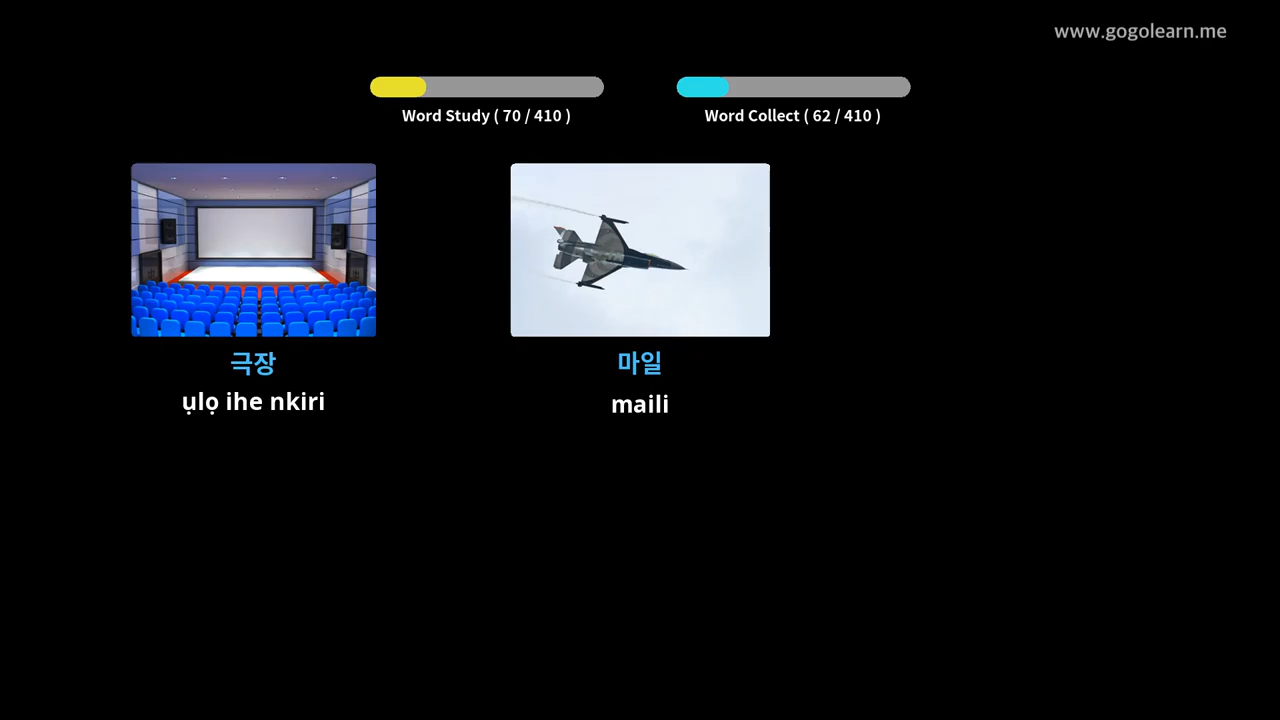 www.gogolearn.me
Word Study ( 70 / 410 )
Word Collect ( 62 / 410 )
극장
ụlọ ihe nkiri
마일
maili